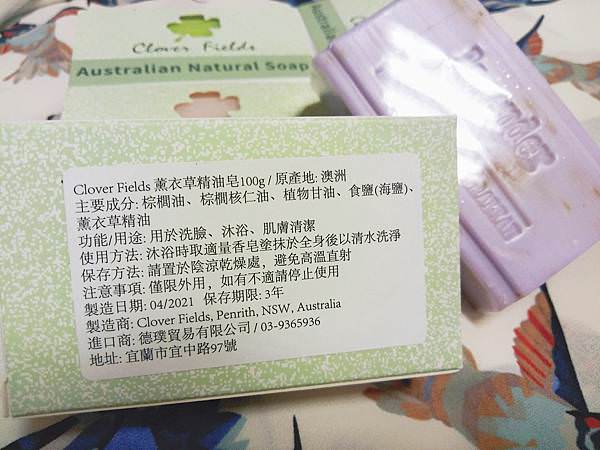 Clover Fields
Australian Natural Soap
Lavender
Clover Fields 薰衣草精油皂100g / 原產地: 澳洲
主要成分: 棕櫚油、棕櫚核仁油、植物甘油、食鹽(海鹽)、
薰衣草精油
功能/用途: 用於洗臉、沐浴、肌膚清潔
使用方法: 沐浴時取適量香皂塗抹於全身後以清水洗淨
保存方法: 請置於陰涼乾燥處，避免高溫直射
注意事項: 僅限外用，如有不適請停止使用
製造日期: 04/2021 保存期限: 3年
製造商: Clover Fields, Penrith, NSW, Australia
進口商: 德璞貿易有限公司 / 03-9365936
地址: 宜蘭市宜中路97號